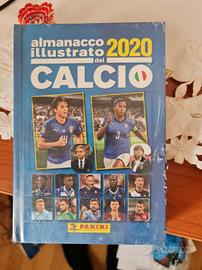 almanacco
illustrato 2020
del
CALCIO
PANINI